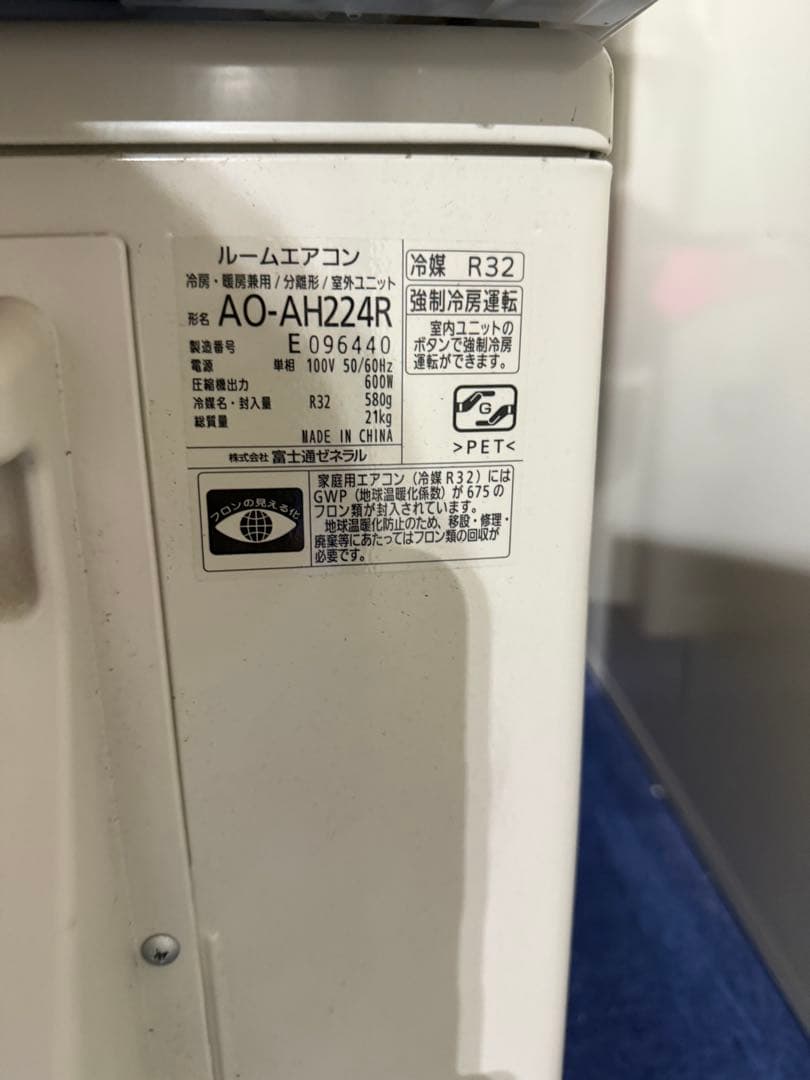 ルームエアコン
冷房・暖房兼用/分離形/室外ユニット
形名 AO-AH224R
製造番号 E 096440
電源 単相 100V 50/60Hz
圧縮機出力 600W
冷媒名・封入量 R32 580g
総質量 21kg
MADE IN CHINA
株式会社 富士通ゼネラル
冷媒 R32
強制冷房運転
室内ユニットの
ボタンで強制冷房
運転ができます。
G
>PET<
フロンの見える化
家庭用エアコン(冷媒R32)には
GWP(地球温暖化係数)が675の
フロン類が封入されています。
地球温暖化防止のため、移設・修理・
廃棄等にあたってはフロン類の回収が
必要です。